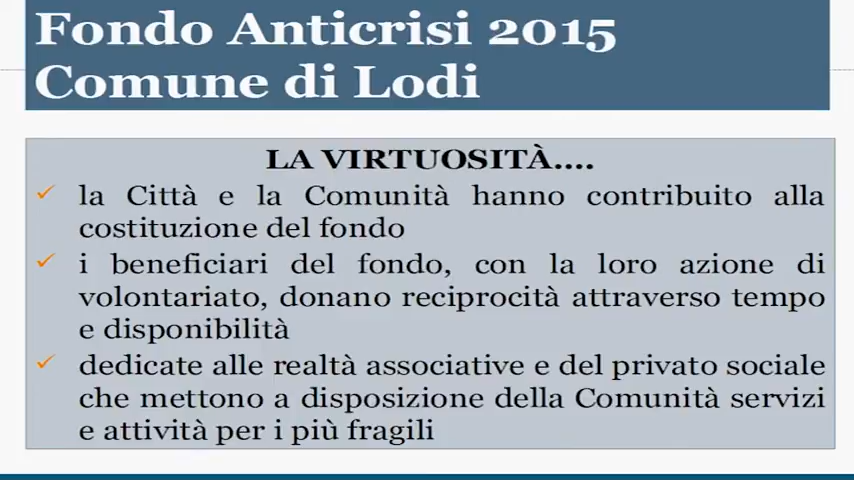 Fondo Anticrisi 2015
Comune di Lodi
LA VIRTUOSITÀ....
la Città e la Comunità hanno contribuito alla
costituzione del fondo
i beneficiari del fondo, con la loro azione di
volontariato, donano reciprocità attraverso tempo
e disponibilità
dedicate alle realtà associative e del privato sociale
che mettono a disposizione della Comunità servizi
e attività per i più fragili